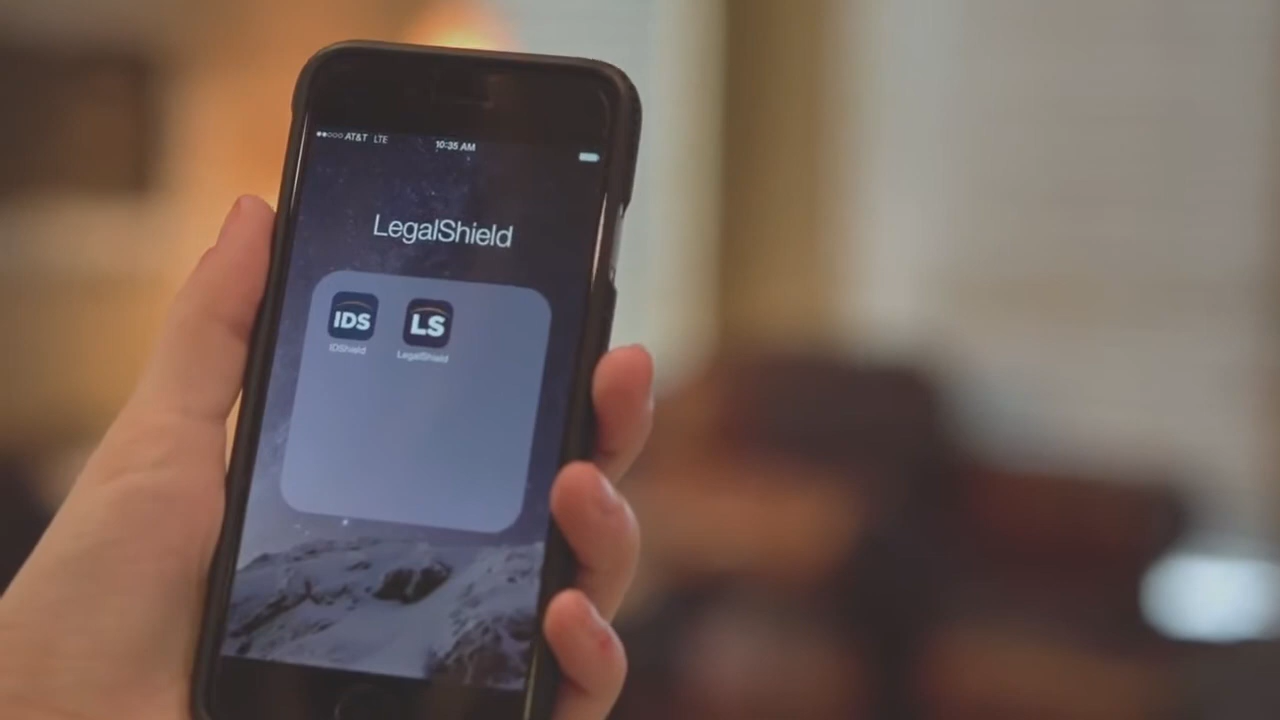 ●●○○○ AT&T LTE 10:35 AM
LegalShield
IDS LS
IDShield LegalShield